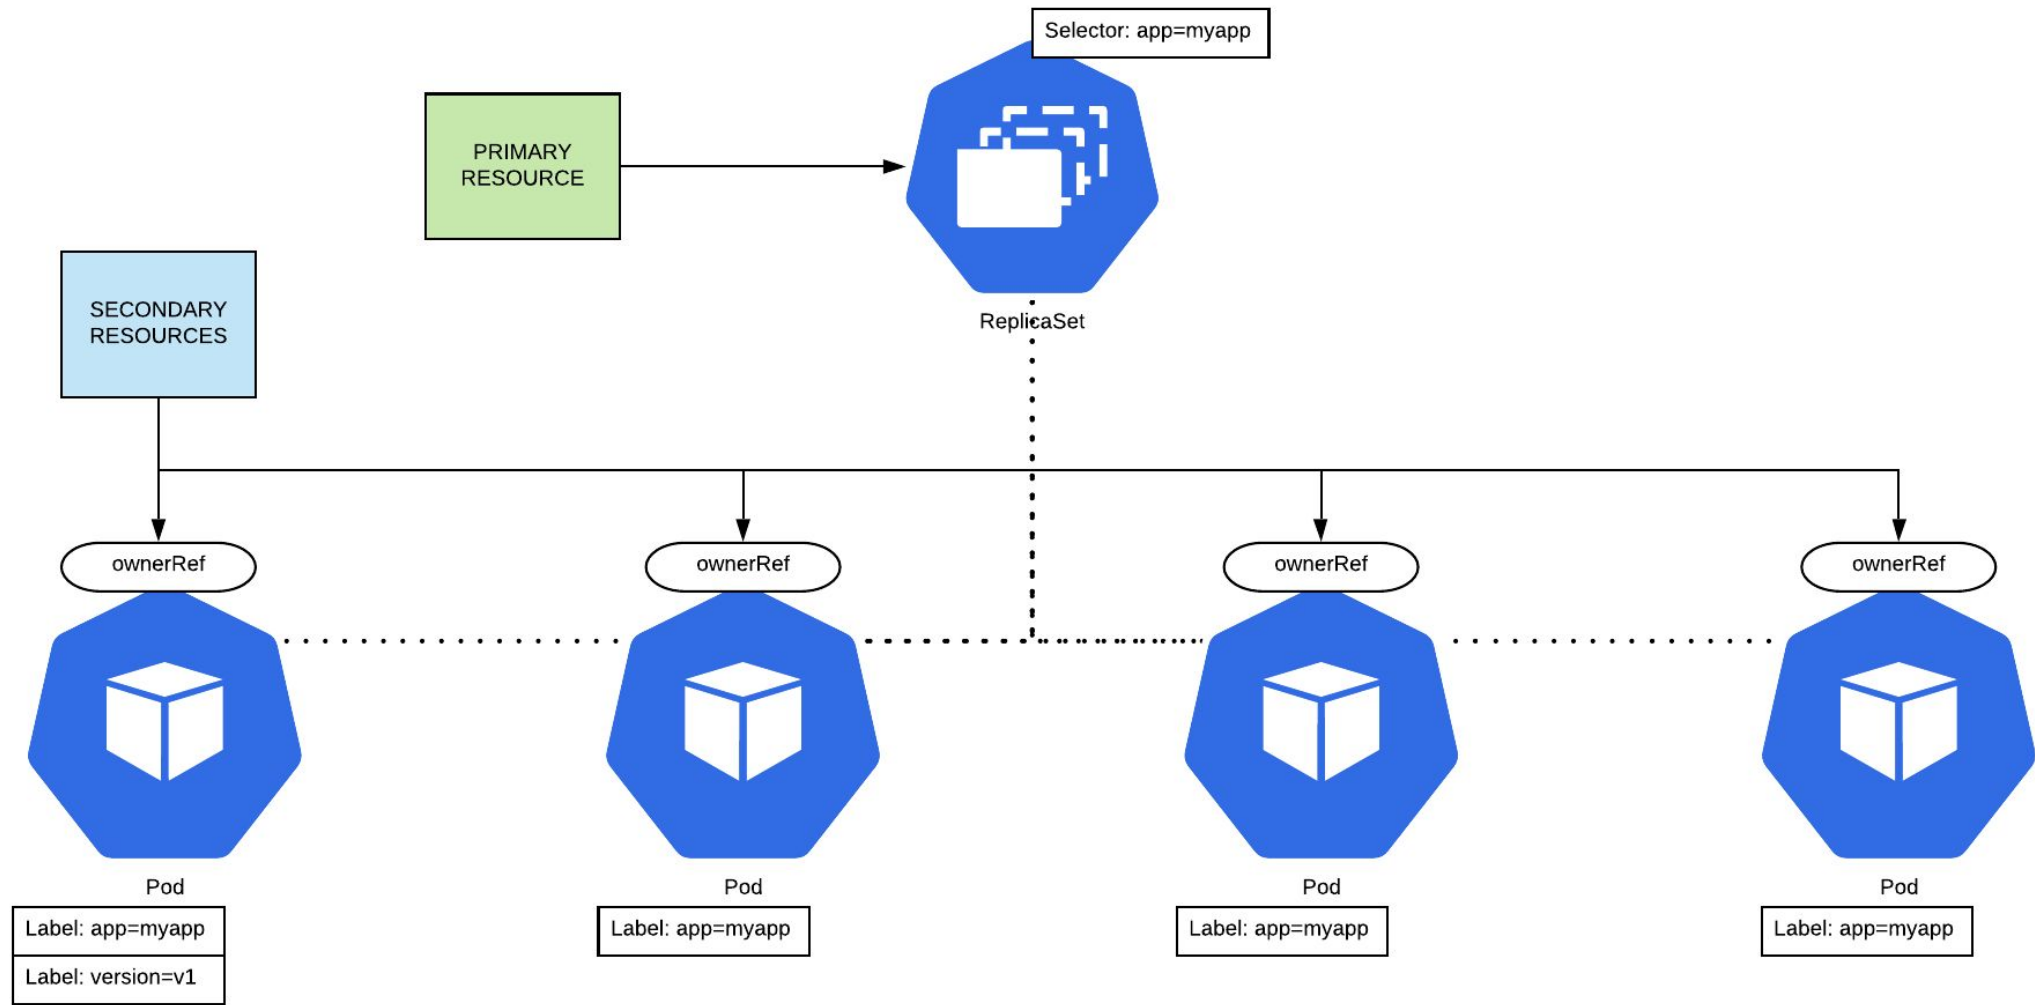 Selector: app=myapp
PRIMARY
RESOURCE
SECONDARY
RESOURCES
ReplicaSet
ownerRef
ownerRef
ownerRef
ownerRef
Pod
Pod
Pod
Pod
Label: app=myapp
Label: app=myapp
Label: app=myapp
Label: app=myapp
Label: version=v1